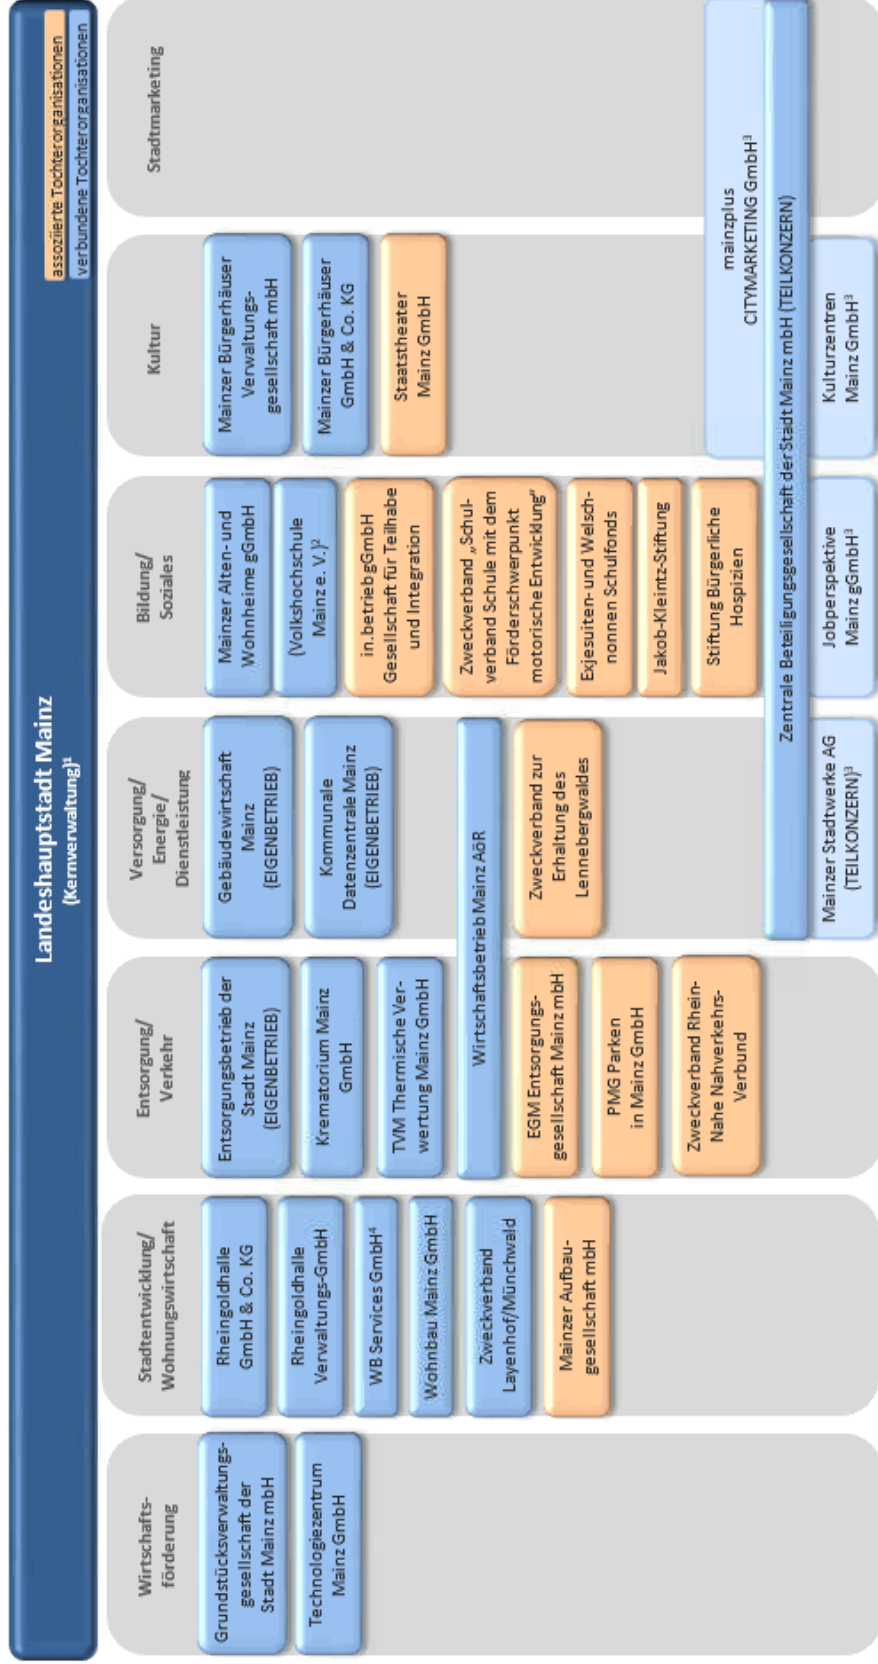 Landeshauptstadt Mainz
(Kernverwaltung)¹
assoziierte Tochterorganisationen
verbundene Tochterorganisationen
Wirtschafts-
förderung
Grundstücksverwaltungs-
gesellschaft der
Stadt Mainz mbH
Technologiezentrum
Mainz GmbH
Stadtentwicklung/
Wohnungswirtschaft
Rheingoldhalle
GmbH & Co. KG
Rheingoldhalle
Verwaltungs-GmbH
WB Services GmbH⁴
Wohnbau Mainz GmbH
Zweckverband
Layenhof/Münchwald
Mainzer Aufbau-
gesellschaft mbH
Entsorgung/
Verkehr
Entsorgungsbetrieb der
Stadt Mainz
(EIGENBETRIEB)
Krematorium Mainz
GmbH
TVM Thermische Ver-
wertung Mainz GmbH
Wirtschaftsbetrieb Mainz AöR
EGM Entsorgungs-
gesellschaft Mainz mbH
PMG Parken
in Mainz GmbH
Zweckverband Rhein-
Nahe Nahverkehrs-
Verbund
Versorgung/
Energie/
Dienstleistung
Gebäudewirtschaft
Mainz
(EIGENBETRIEB)
Kommunale
Datenzentrale Mainz
(EIGENBETRIEB)
Zweckverband zur
Erhaltung des
Lennebergwaldes
Bildung/
Soziales
Mainzer Alten- und
Wohnheime gGmbH
(Volkshochschule
Mainz e. V.)²
in.betrieb gGmbH
Gesellschaft für Teilhabe
und Integration
Zweckverband „Schul-
verband Schule mit dem
Förderschwerpunkt
motorische Entwicklung"
Exjesuiten- und Welsch-
nonnen Schulfonds
Jakob-Kleintz-Stiftung
Stiftung Bürgerliche
Hospizien
Kultur
Mainzer Bürgerhäuser
Verwaltungs-
gesellschaft mbH
Mainzer Bürgerhäuser
GmbH & Co. KG
Staatstheater
Mainz GmbH
Stadtmarketing
mainzplus
CITYMARKETING GmbH³
Zentrale Beteiligungsgesellschaft der Stadt Mainz mbH (TEILKONZERN)
Mainzer Stadtwerke AG
(TEILKONZERN)³
Jobperspektive
Mainz gGmbH³
Kulturzentren
Mainz GmbH³